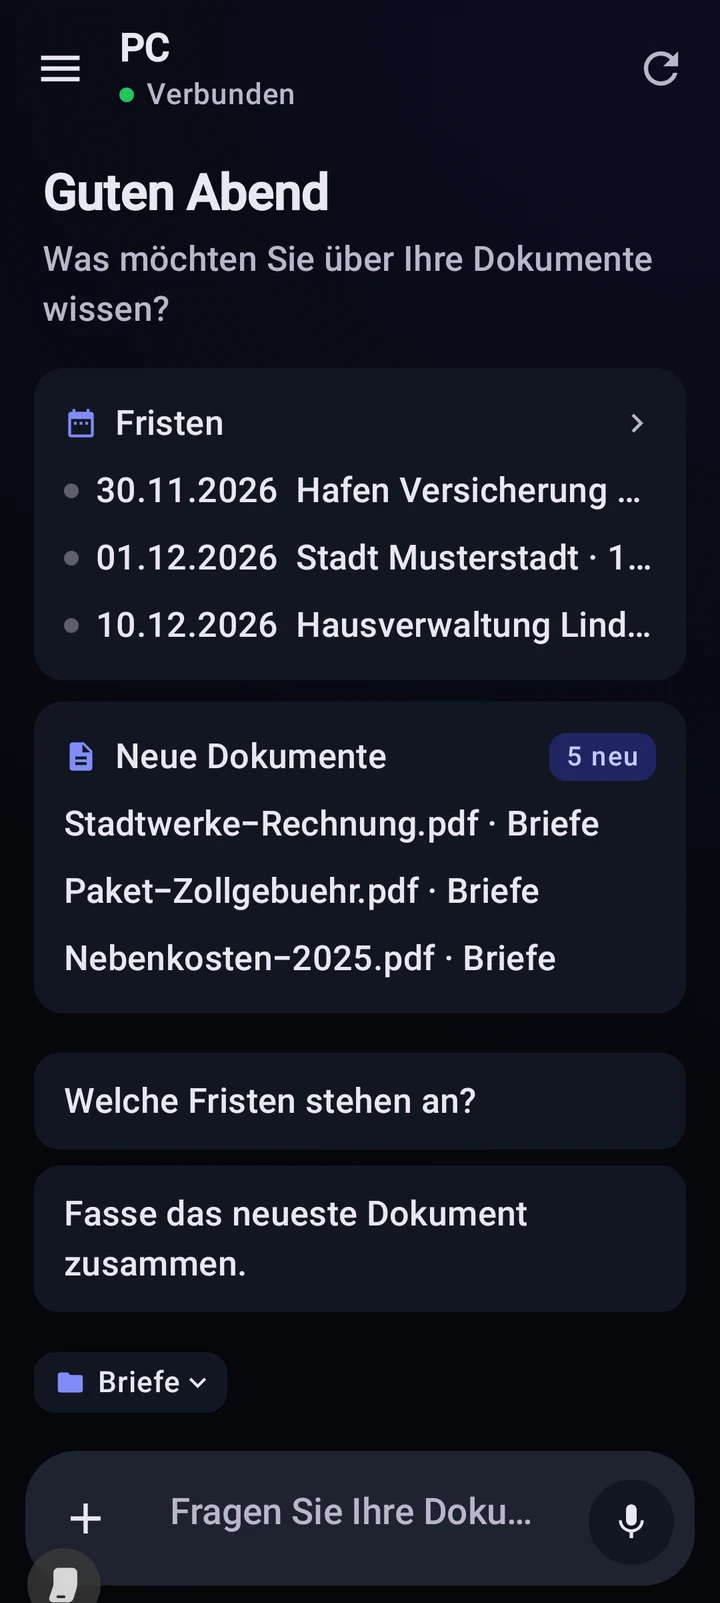 PC
Verbunden
Guten Abend
Was möchten Sie über Ihre Dokumente
wissen?
Fristen
30.11.2026 Hafen Versicherung ...
01.12.2026 Stadt Musterstadt · 1...
10.12.2026 Hausverwaltung Lind...
Neue Dokumente 5 neu
Stadtwerke-Rechnung.pdf · Briefe
Paket-Zollgebuehr.pdf · Briefe
Nebenkosten-2025.pdf · Briefe
Welche Fristen stehen an?
Fasse das neueste Dokument
zusammen.
Briefe
Fragen Sie Ihre Doku...